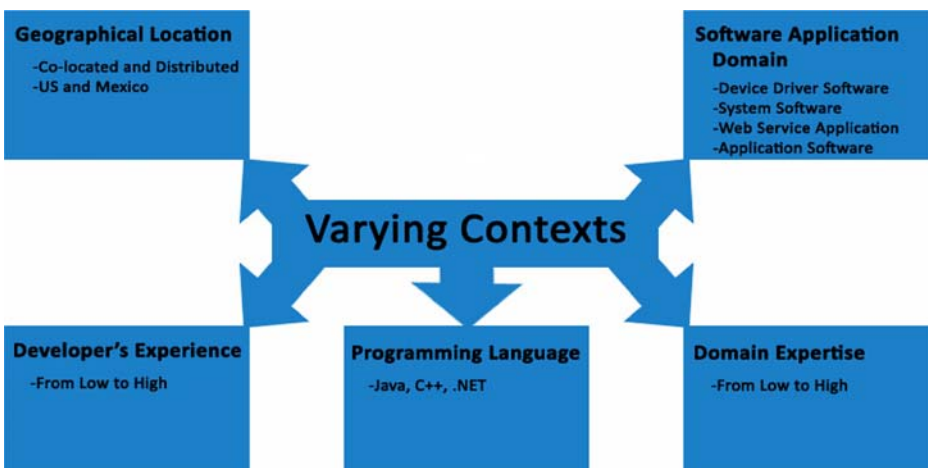 Geographical Location
-Co-located and Distributed
-US and Mexico
Software Application
Domain
-Device Driver Software
-System Software
-Web Service Application
-Application Software
Varying Contexts
Developer's Experience
-From Low to High
Programming Language
-Java, C++, .NET
Domain Expertise
-From Low to High